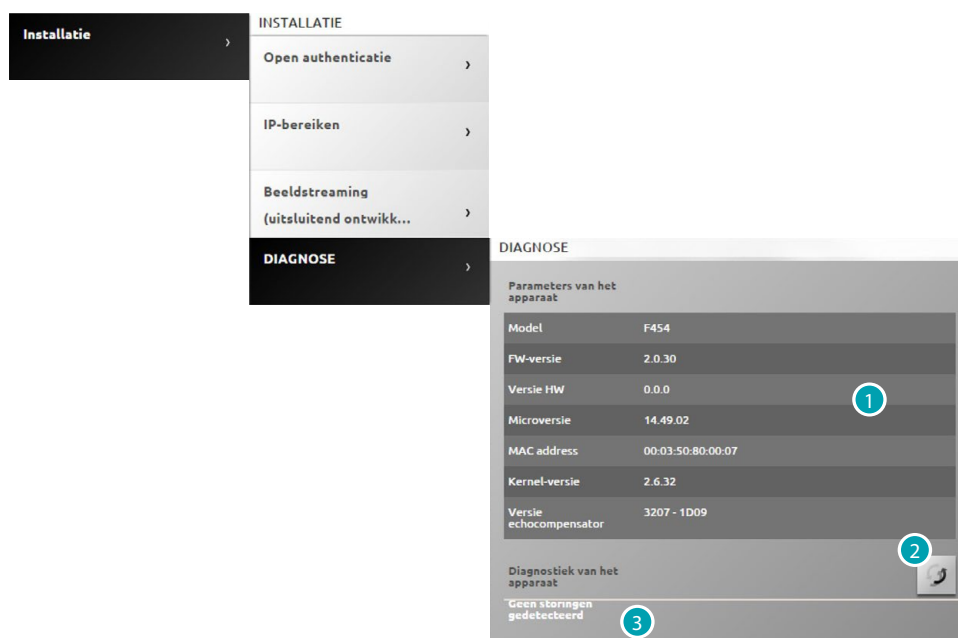 Installatie
INSTALLATIE
Open authenticatie
IP-bereiken
Beeldstreaming
(uitsluitend ontwikk...
DIAGNOSE
DIAGNOSE
Parameters van het
apparaat
Model F454
FW-versie 2.0.30
Versie HW 0.0.0
1
Microversie 14.49.02
MAC address 00:03:50:80:00:07
Kernel-versie 2.6.32
Versie
echocompensator 3207 - 1D09
2
Diagnostiek van het
apparaat
Geen storingen
gedetecteerd
3